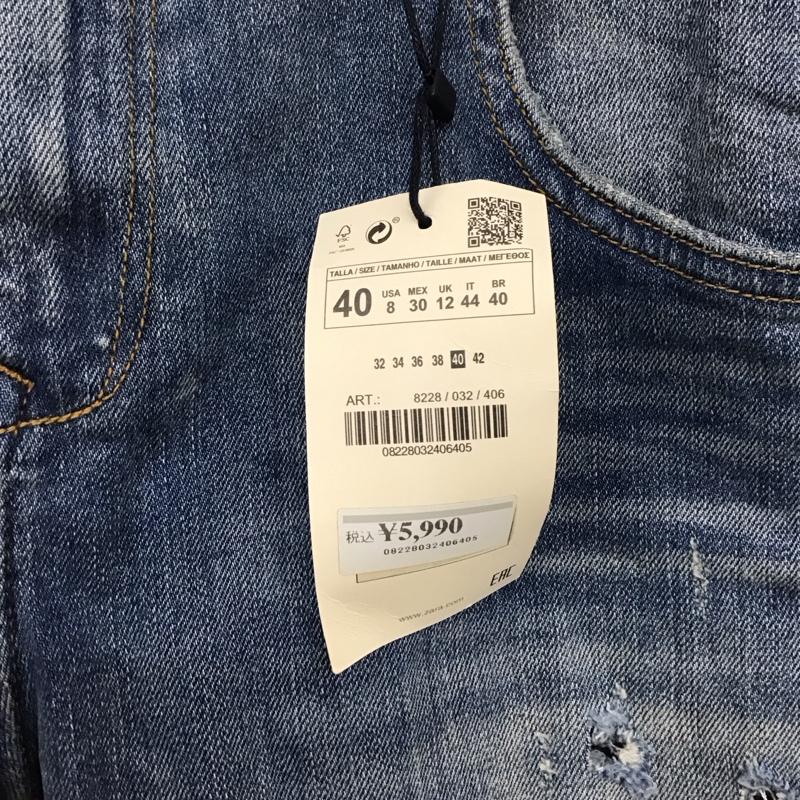 FSC
TALLA / SIZE / TAMANHO / TAILLE / MAAT / ΜΕΓΕΘΟΣ
40 USA 8 MEX 30 UK 12 IT 44 BR 40
32 34 36 38 40 42
ART.: 8228 / 032 / 406
08228032406405
税込 ¥5,990
08228032406405
EAC
www.zara.com